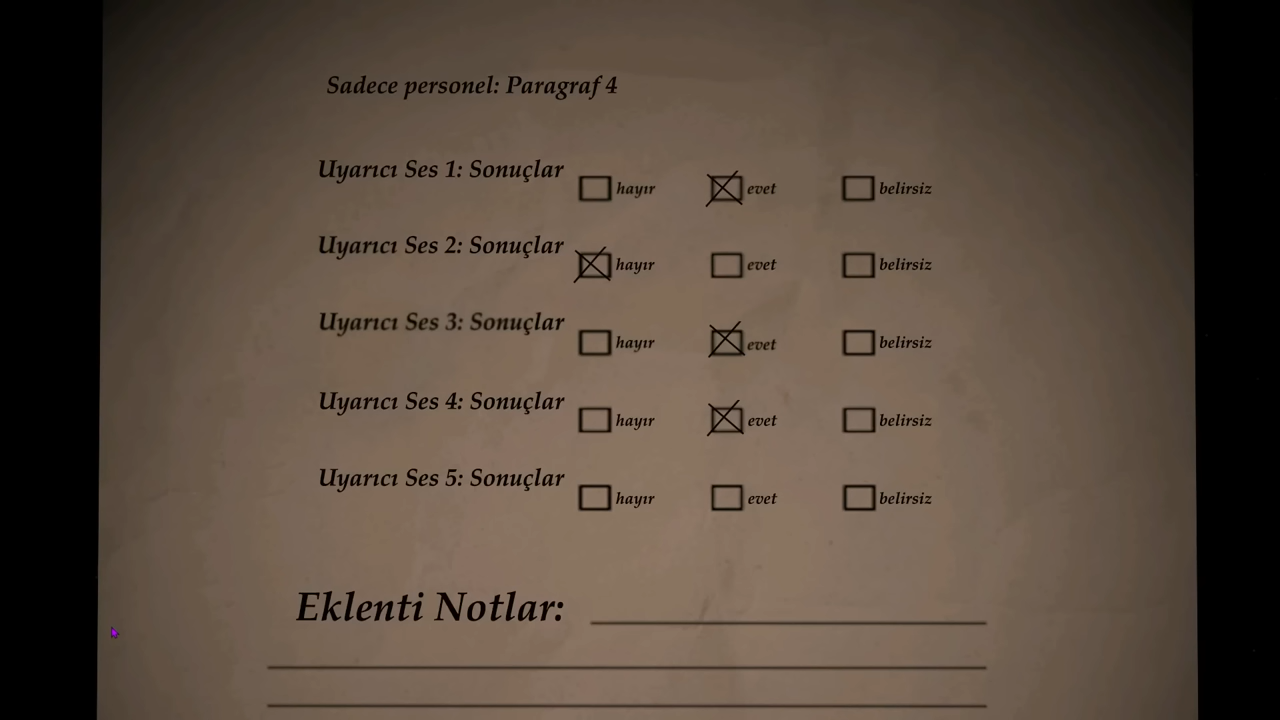 Sadece personel: Paragraf 4
Uyarıcı Ses 1: Sonuçlar hayır evet belirsiz
Uyarıcı Ses 2: Sonuçlar hayır evet belirsiz
Uyarıcı Ses 3: Sonuçlar hayır evet belirsiz
Uyarıcı Ses 4: Sonuçlar hayır evet belirsiz
Uyarıcı Ses 5: Sonuçlar hayır evet belirsiz
Eklenti Notlar: